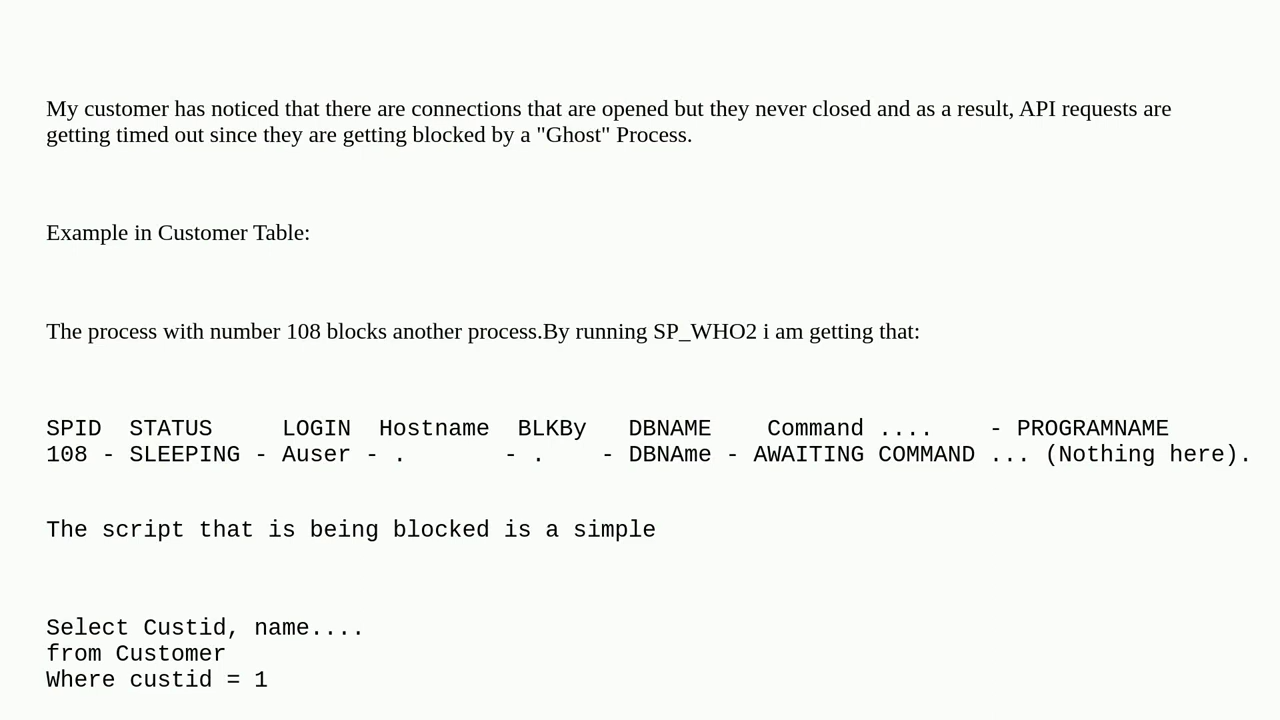 My customer has noticed that there are connections that are opened but they never closed and as a result, API requests are
getting timed out since they are getting blocked by a "Ghost" Process.
Example in Customer Table:
The process with number 108 blocks another process.By running SP_WHO2 i am getting that:
SPID  STATUS     LOGIN  Hostname  BLKBy   DBNAME    Command ....    - PROGRAMNAME
108 - SLEEPING - Auser - .       - .    - DBNAme - AWAITING COMMAND ... (Nothing here).
The script that is being blocked is a simple
Select Custid, name....
from Customer
Where custid = 1